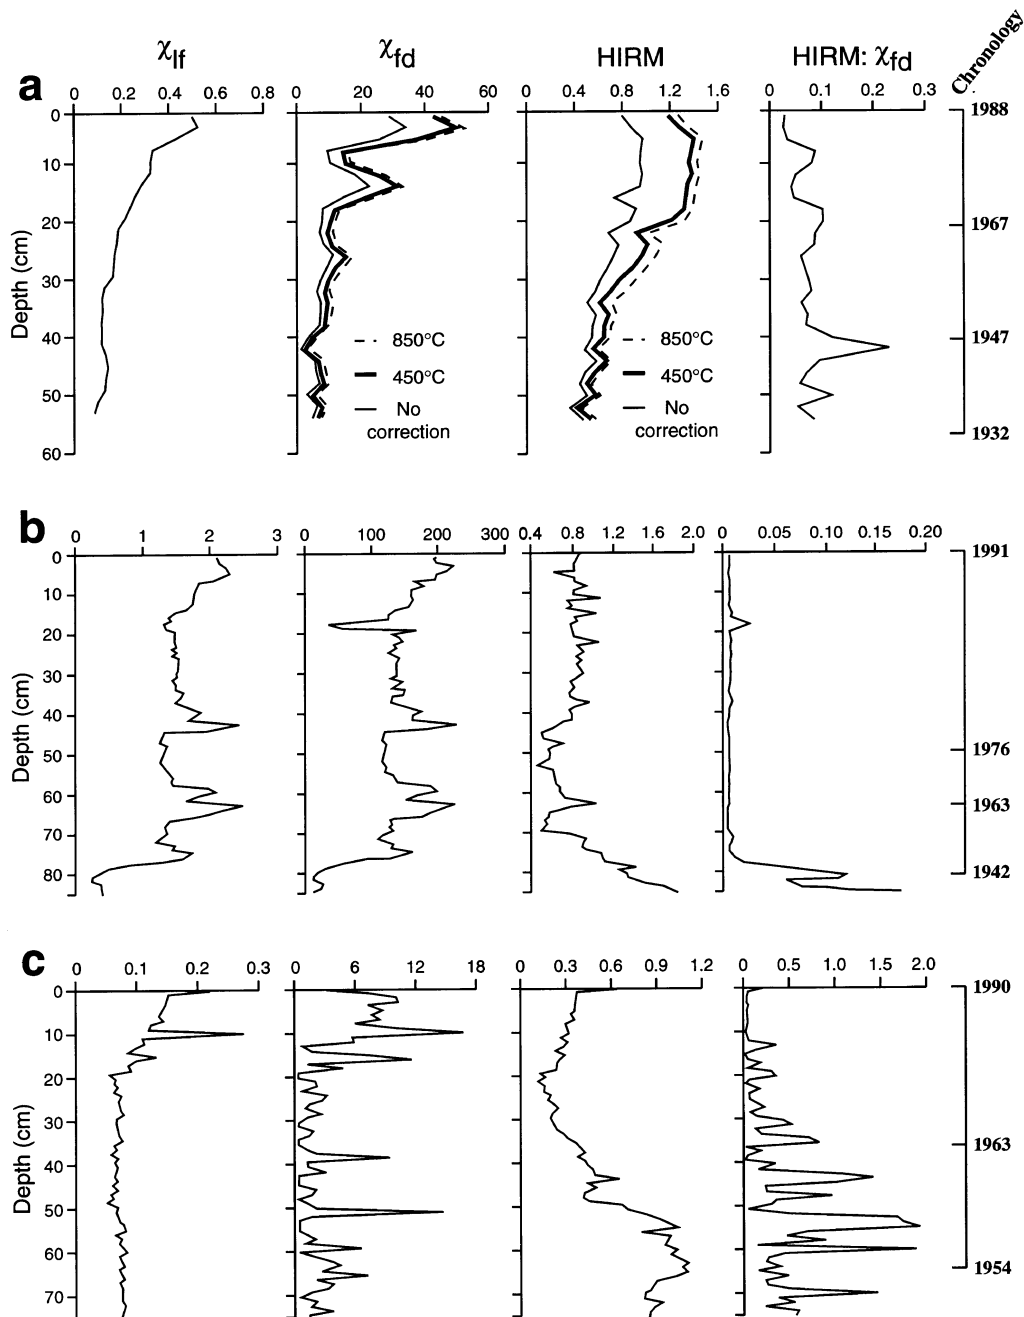 χlf
χfd
HIRM
HIRM: χfd
Chronology
a
0 0.2 0.4 0.6 0.8
0 20 40 60
0 0.4 0.8 1.2 1.6
0 0.1 0.2 0.3
1988
0
10
20
30
40
50
60
Depth (cm)
1967
1947
1932
850°C
450°C
No
correction
850°C
450°C
No
correction
b
0 1 2 3
0 100 200 300
0.4 0.8 1.2 1.6 2.0
0 0.05 0.10 0.15 0.20
1991
0
10
20
30
40
50
60
70
80
Depth (cm)
1976
1963
1942
c
0 0.1 0.2 0.3
0 6 12 18
0 0.3 0.6 0.9 1.2
0 0.5 1.0 1.5 2.0
1990
0
10
20
30
40
50
60
70
Depth (cm)
1963
1954